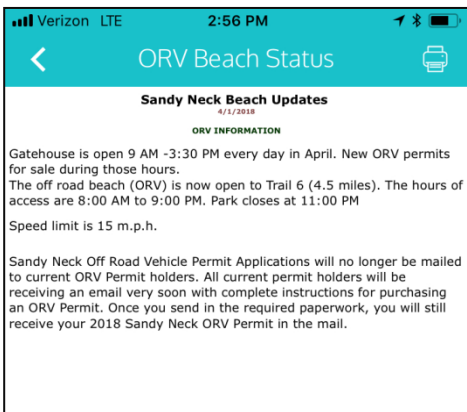 Verizon LTE 2:56 PM
ORV Beach Status
Sandy Neck Beach Updates
4/1/2018
ORV INFORMATION
Gatehouse is open 9 AM -3:30 PM every day in April. New ORV permits
for sale during those hours.
The off road beach (ORV) is now open to Trail 6 (4.5 miles). The hours of
access are 8:00 AM to 9:00 PM. Park closes at 11:00 PM
Speed limit is 15 m.p.h.
Sandy Neck Off Road Vehicle Permit Applications will no longer be mailed
to current ORV Permit holders. All current permit holders will be
receiving an email very soon with complete instructions for purchasing
an ORV Permit. Once you send in the required paperwork, you will still
receive your 2018 Sandy Neck ORV Permit in the mail.